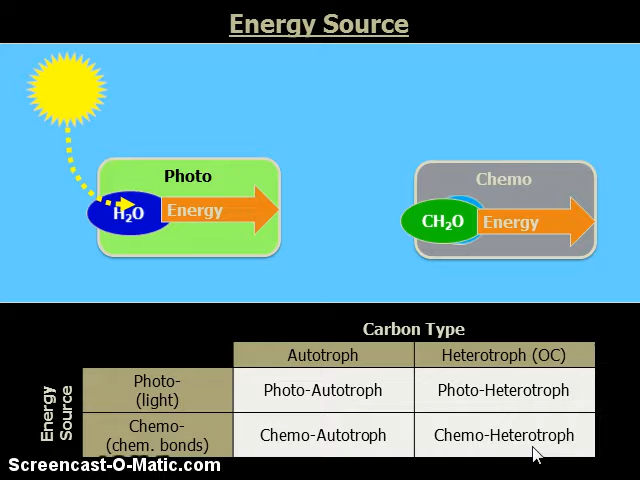 Energy Source
Photo
Chemo
H2O
Energy
CH2O
Energy
Carbon Type
Autotroph
Heterotroph (OC)
Energy
Source
Photo-
(light)
Photo-Autotroph
Photo-Heterotroph
Chemo-
(chem. bonds)
Chemo-Autotroph
Chemo-Heterotroph
Screencast-O-Matic.com